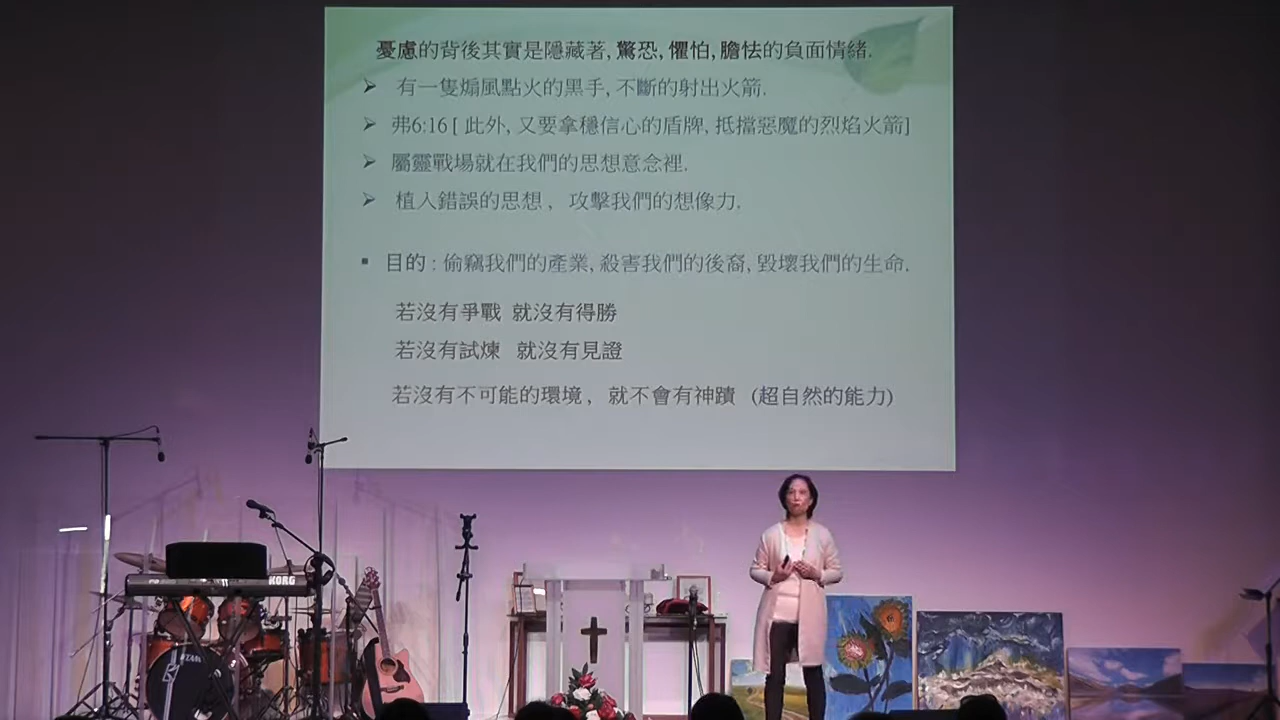 憂慮的背後其實是隱藏著, 驚恐, 懼怕, 膽怯的負面情緒.
➢ 有一隻煽風點火的黑手, 不斷的射出火箭.
➢ 弗6:16 [ 此外, 又要拿穩信心的盾牌, 抵擋惡魔的烈焰火箭]
➢ 屬靈戰場就在我們的思想意念裡.
➢ 植入錯誤的思想 , 攻擊我們的想像力.
▪ 目的 : 偷竊我們的產業, 殺害我們的後裔, 毀壞我們的生命.
若沒有爭戰 就沒有得勝
若沒有試煉 就沒有見證
若沒有不可能的環境 , 就不會有神蹟 (超自然的能力)
KORG
TAMA